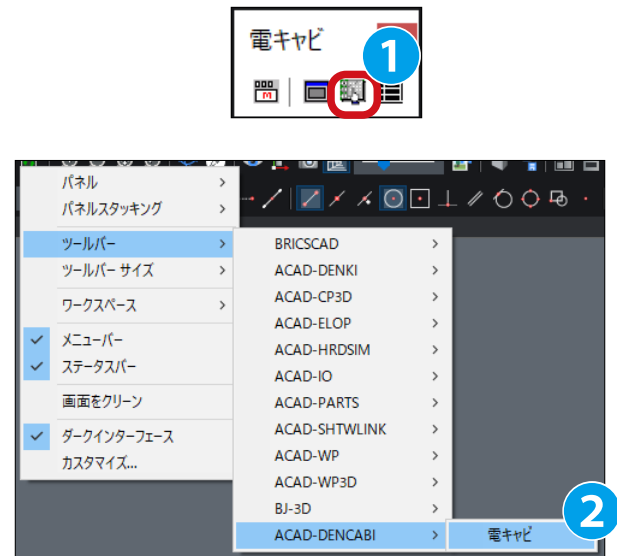 電キャビ
1
000
M
パネル
パネルスタッキング
ツールバー
ツールバー サイズ
ワークスペース
メニューバー
ステータスバー
画面をクリーン
ダークインターフェース
カスタマイズ...
BRICSCAD
ACAD-DENKI
ACAD-CP3D
ACAD-ELOP
ACAD-HRDSIM
ACAD-IO
ACAD-PARTS
ACAD-SHTWLINK
ACAD-WP
ACAD-WP3D
BJ-3D
ACAD-DENCABI
電キャビ
2